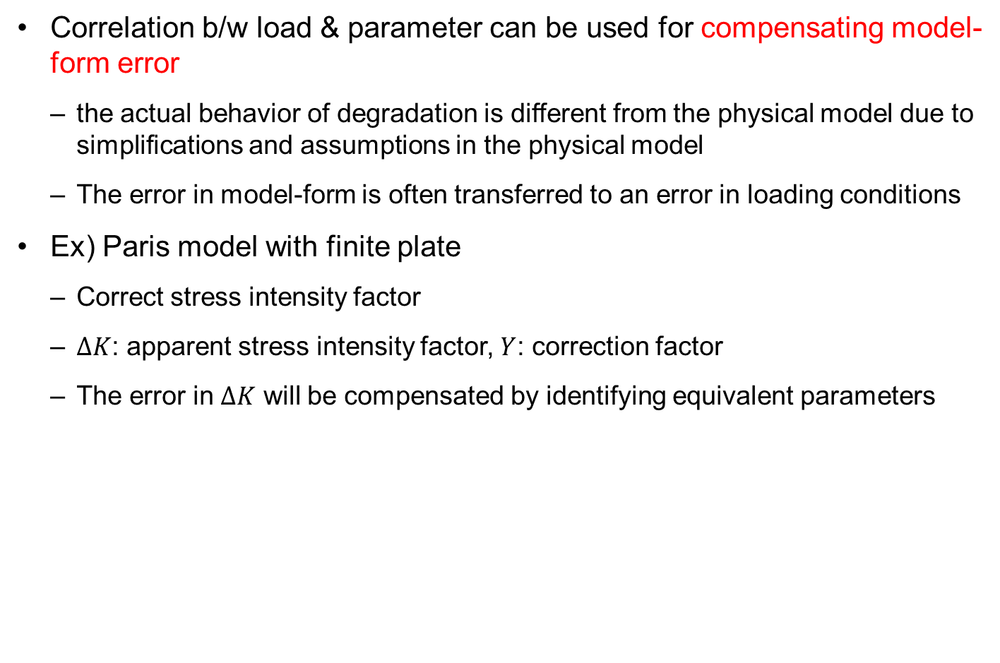 • Correlation b/w load & parameter can be used for compensating model-
form error
– the actual behavior of degradation is different from the physical model due to
simplifications and assumptions in the physical model
– The error in model-form is often transferred to an error in loading conditions
• Ex) Paris model with finite plate
– Correct stress intensity factor
– Δ𝐾: apparent stress intensity factor, 𝑌: correction factor
– The error in Δ𝐾 will be compensated by identifying equivalent parameters